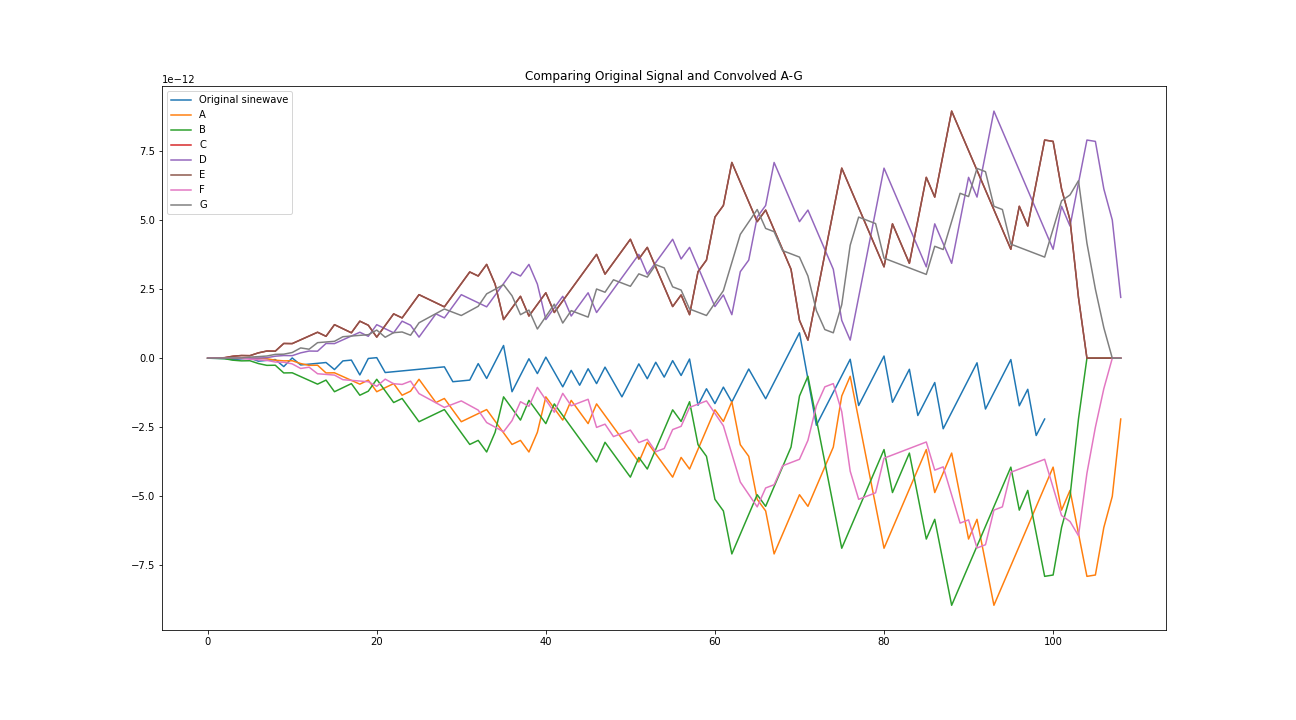 Comparing Original Signal and Convolved A-G
1e−12
Original sinewave
A
B
C
D
E
F
G
7.5
5.0
2.5
0.0
−2.5
−5.0
−7.5
0 20 40 60 80 100